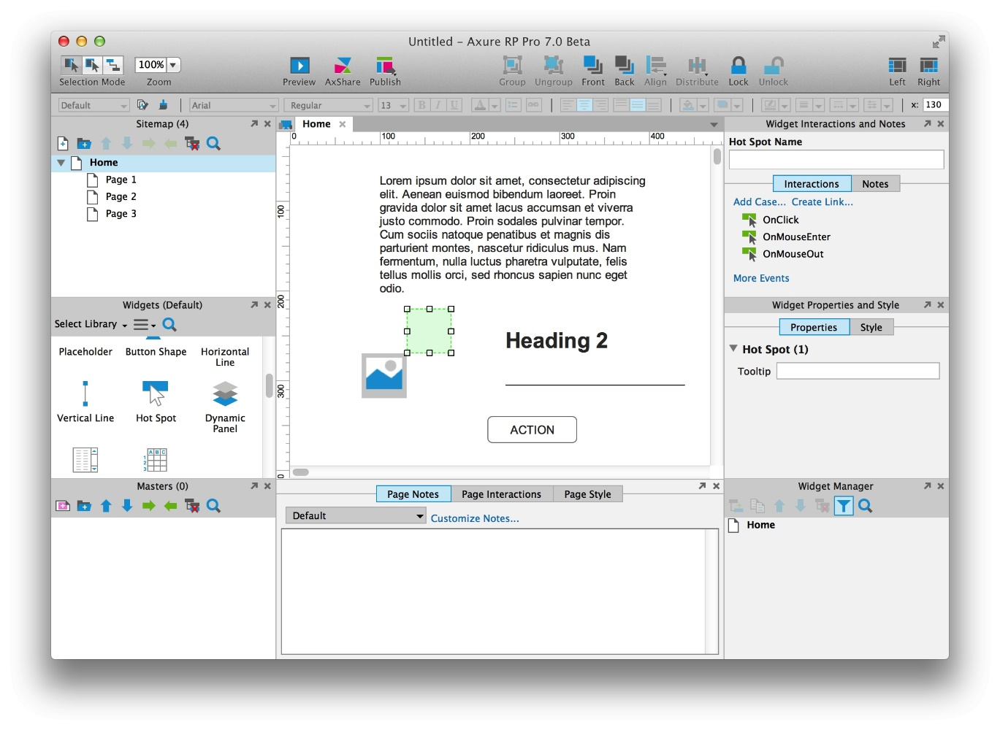 Untitled – Axure RP Pro 7.0 Beta
100%
Selection Mode
Zoom
Preview
AxShare
Publish
Group
Ungroup
Front
Back
Align
Distribute
Lock
Unlock
Left
Right
Default
Arial
Regular
13
B I U
A
x: 130
Sitemap (4)
Home
Page 1
Page 2
Page 3
Widgets (Default)
Select Library
Placeholder
Button Shape
Horizontal
Line
Vertical Line
Hot Spot
Dynamic
Panel
A B C
1
2
3
Masters (0)
Home
0 100 200 300 400
100
200
300
0
Lorem ipsum dolor sit amet, consectetur adipiscing
elit. Aenean euismod bibendum laoreet. Proin
gravida dolor sit amet lacus accumsan et viverra
justo commodo. Proin sodales pulvinar tempor.
Cum sociis natoque penatibus et magnis dis
parturient montes, nascetur ridiculus mus. Nam
fermentum, nulla luctus pharetra vulputate, felis
tellus mollis orci, sed rhoncus sapien nunc eget
odio.
Heading 2
ACTION
Page Notes
Page Interactions
Page Style
Default
Customize Notes...
Widget Interactions and Notes
Hot Spot Name
Interactions
Notes
Add Case... Create Link...
OnClick
OnMouseEnter
OnMouseOut
More Events
Widget Properties and Style
Properties
Style
Hot Spot (1)
Tooltip
Widget Manager
Home